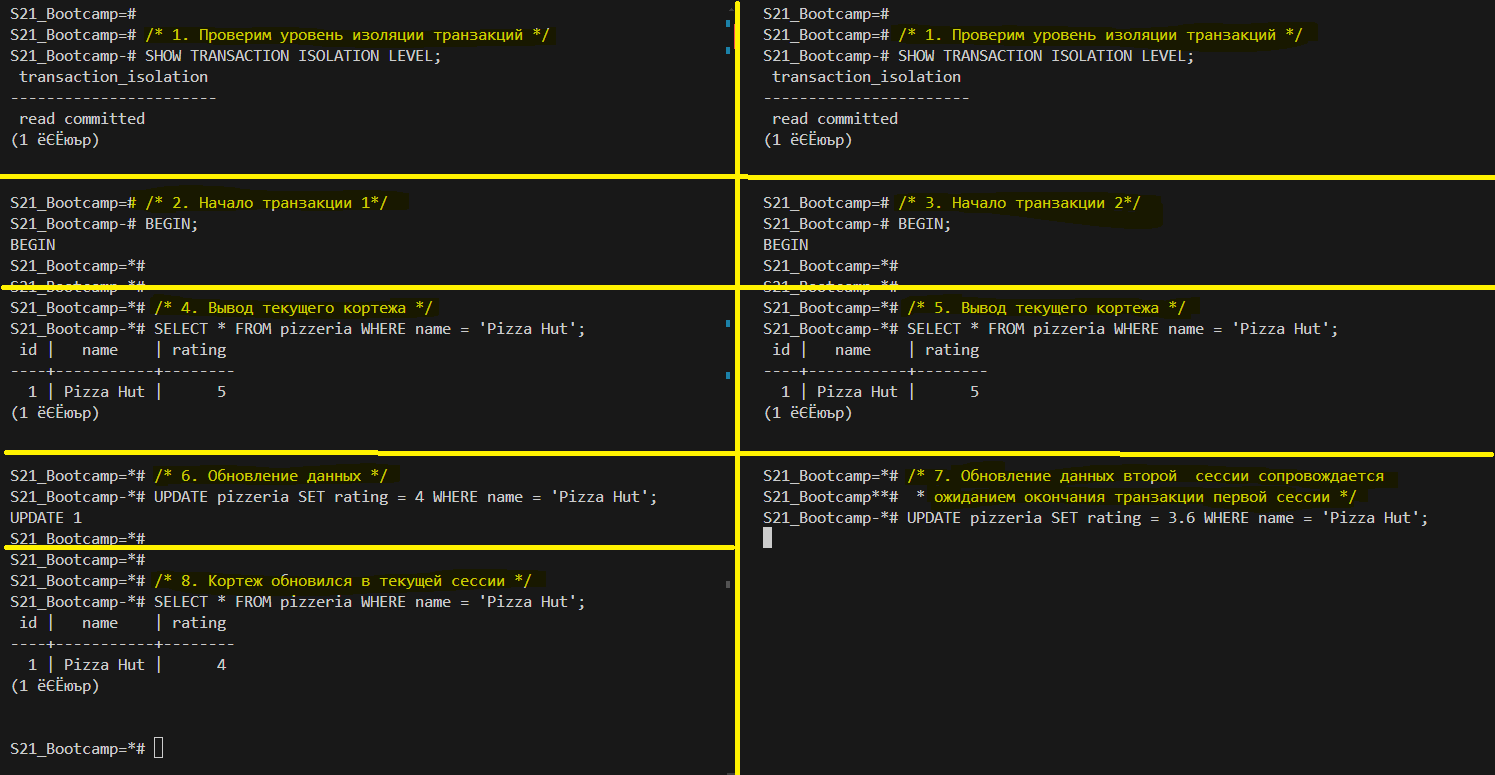 S21_Bootcamp=#
S21_Bootcamp=# /* 1. Проверим уровень изоляции транзакций */
S21_Bootcamp-# SHOW TRANSACTION ISOLATION LEVEL;
transaction_isolation
-----------------------
read committed
(1 ёЄЁюър)
S21_Bootcamp=# /* 2. Начало транзакции 1*/
S21_Bootcamp-# BEGIN;
BEGIN
S21_Bootcamp=*#
S21_Bootcamp=*#
S21_Bootcamp=*# /* 4. Вывод текущего кортежа */
S21_Bootcamp-*# SELECT * FROM pizzeria WHERE name = 'Pizza Hut';
id | name | rating
----+-----------+--------
1 | Pizza Hut | 5
(1 ёЄЁюър)
S21_Bootcamp=*# /* 6. Обновление данных */
S21_Bootcamp-*# UPDATE pizzeria SET rating = 4 WHERE name = 'Pizza Hut';
UPDATE 1
S21_Bootcamp=*#
S21_Bootcamp=*#
S21_Bootcamp=*# /* 8. Кортеж обновился в текущей сессии */
S21_Bootcamp-*# SELECT * FROM pizzeria WHERE name = 'Pizza Hut';
id | name | rating
----+-----------+--------
1 | Pizza Hut | 4
(1 ёЄЁюър)
S21_Bootcamp=*#
S21_Bootcamp=#
S21_Bootcamp=# /* 1. Проверим уровень изоляции транзакций */
S21_Bootcamp-# SHOW TRANSACTION ISOLATION LEVEL;
transaction_isolation
-----------------------
read committed
(1 ёЄЁюър)
S21_Bootcamp=# /* 3. Начало транзакции 2*/
S21_Bootcamp-# BEGIN;
BEGIN
S21_Bootcamp=*#
S21_Bootcamp=*#
S21_Bootcamp=*# /* 5. Вывод текущего кортежа */
S21_Bootcamp-*# SELECT * FROM pizzeria WHERE name = 'Pizza Hut';
id | name | rating
----+-----------+--------
1 | Pizza Hut | 5
(1 ёЄЁюър)
S21_Bootcamp=*# /* 7. Обновление данных второй  сессии сопровождается
S21_Bootcamp**#  * ожиданием окончания транзакции первой сессии */
S21_Bootcamp-*# UPDATE pizzeria SET rating = 3.6 WHERE name = 'Pizza Hut';